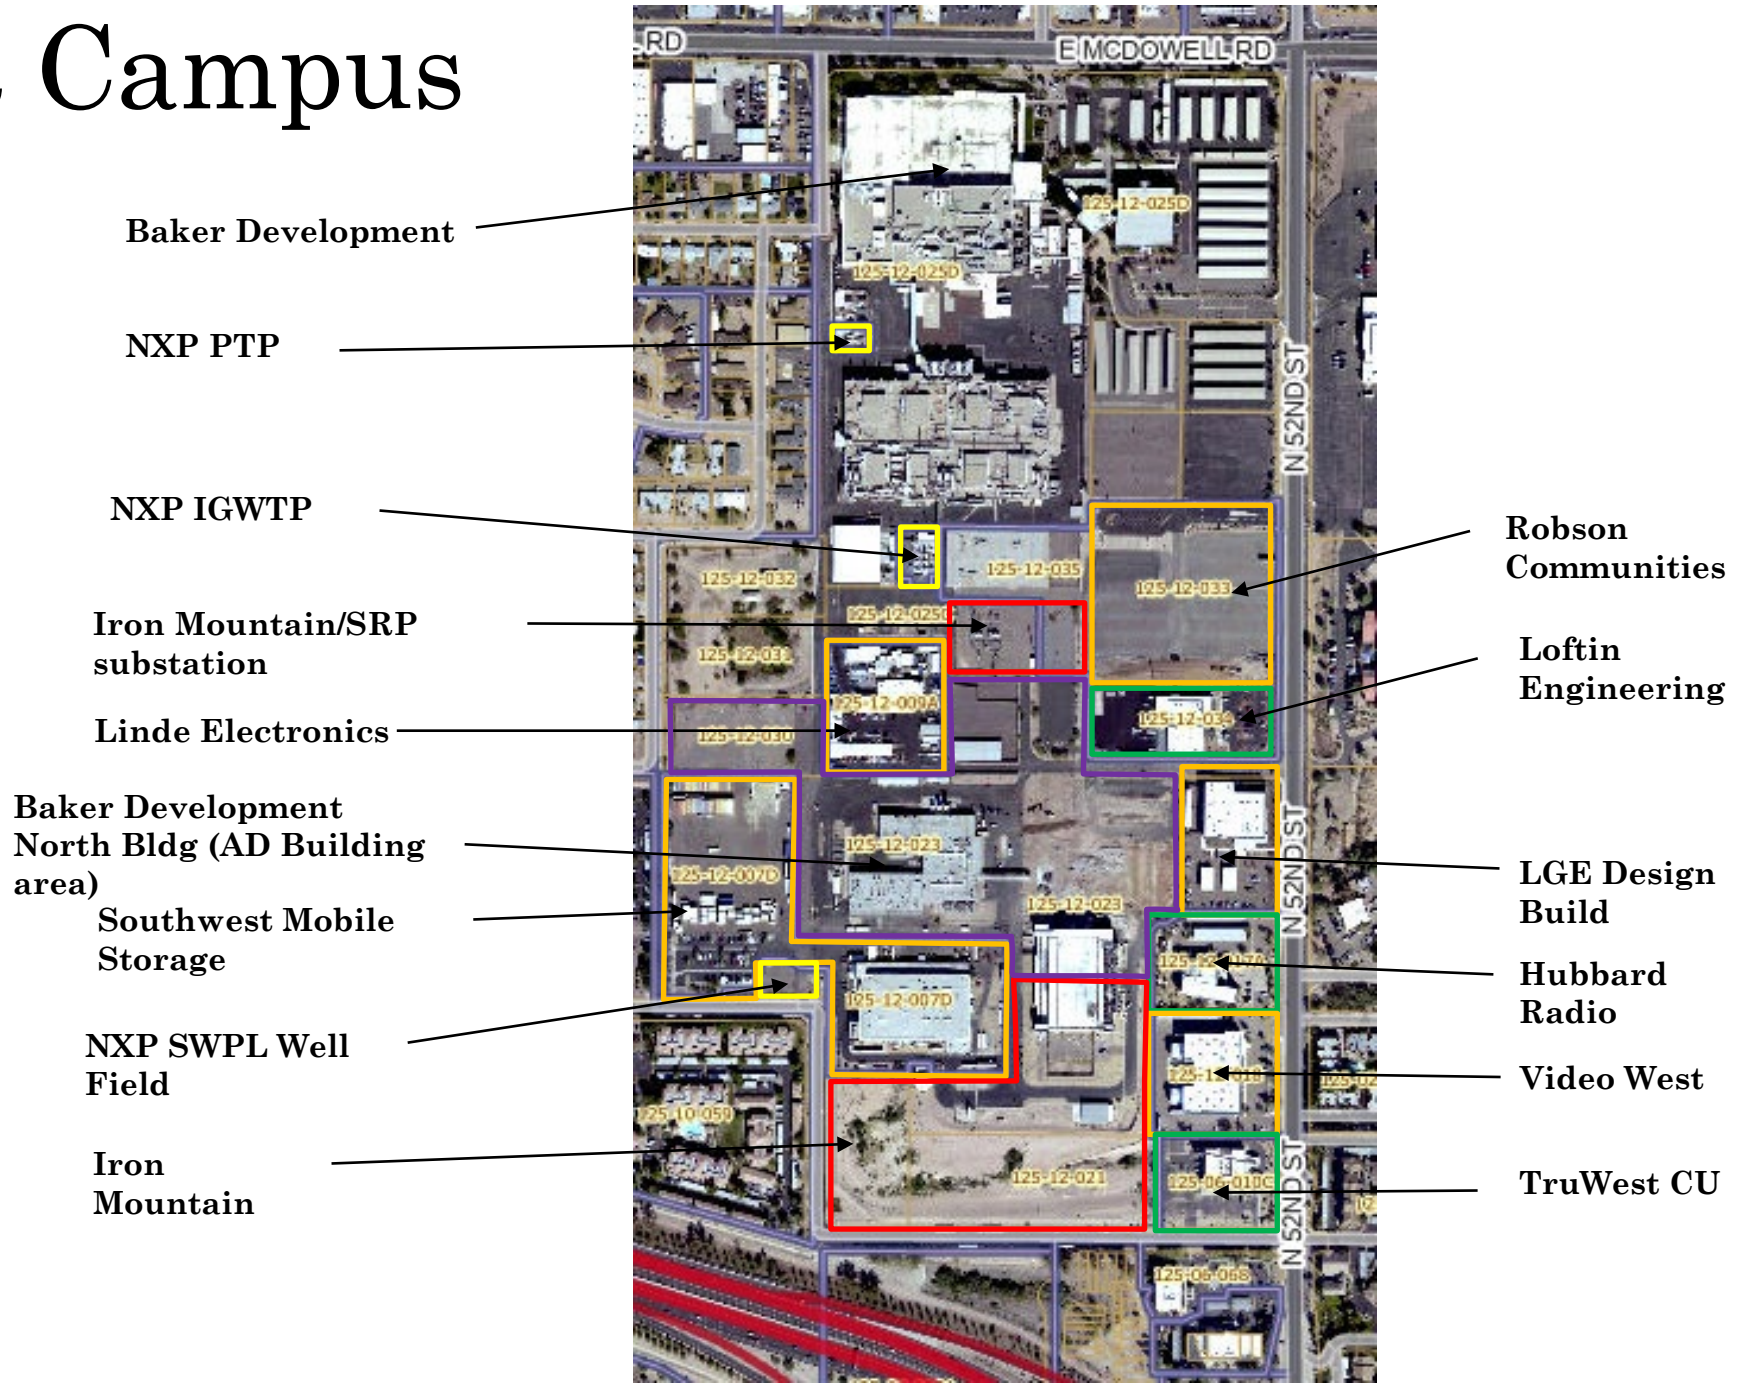 Campus
RD
E MCDOWELL RD
Baker Development
125-12-025D
125-12-025D
NXP PTP
N 52ND ST
NXP IGWTP
Robson
Communities
125-12-032
125-12-035
125-12-033
Iron Mountain/SRP
substation
125-12-031
Loftin
Engineering
125-12-009A
125-12-034
Linde Electronics
125-12-030
Baker Development
North Bldg (AD Building
area)
125-12-023
125-12-007D
N 52ND ST
LGE Design
Build
125-12-023
Southwest Mobile
Storage
Hubbard
Radio
125-12-007D
NXP SWPL Well
Field
Video West
125-10-059
Iron
Mountain
125-12-021
125-06-010C
TruWest CU
N 52ND ST
125-06-068